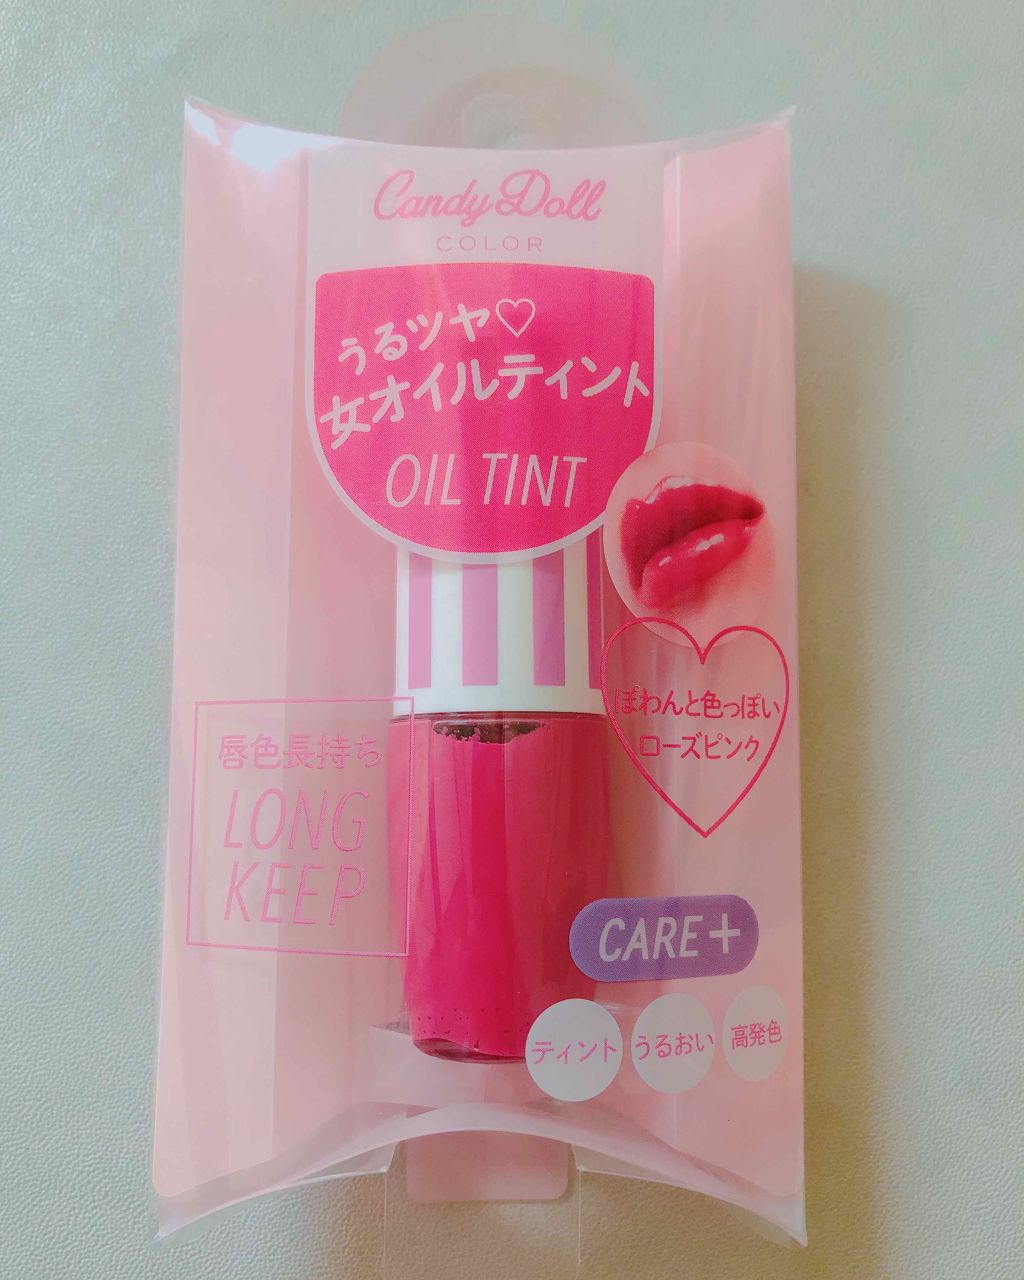 Candy Doll
COLOR
うるツヤ♡
女オイルティント
OIL TINT
ぽわんと色っぽい
ローズピンク
唇色長持ち
LONG
KEEP
CARE+
ティント
うるおい
高発色